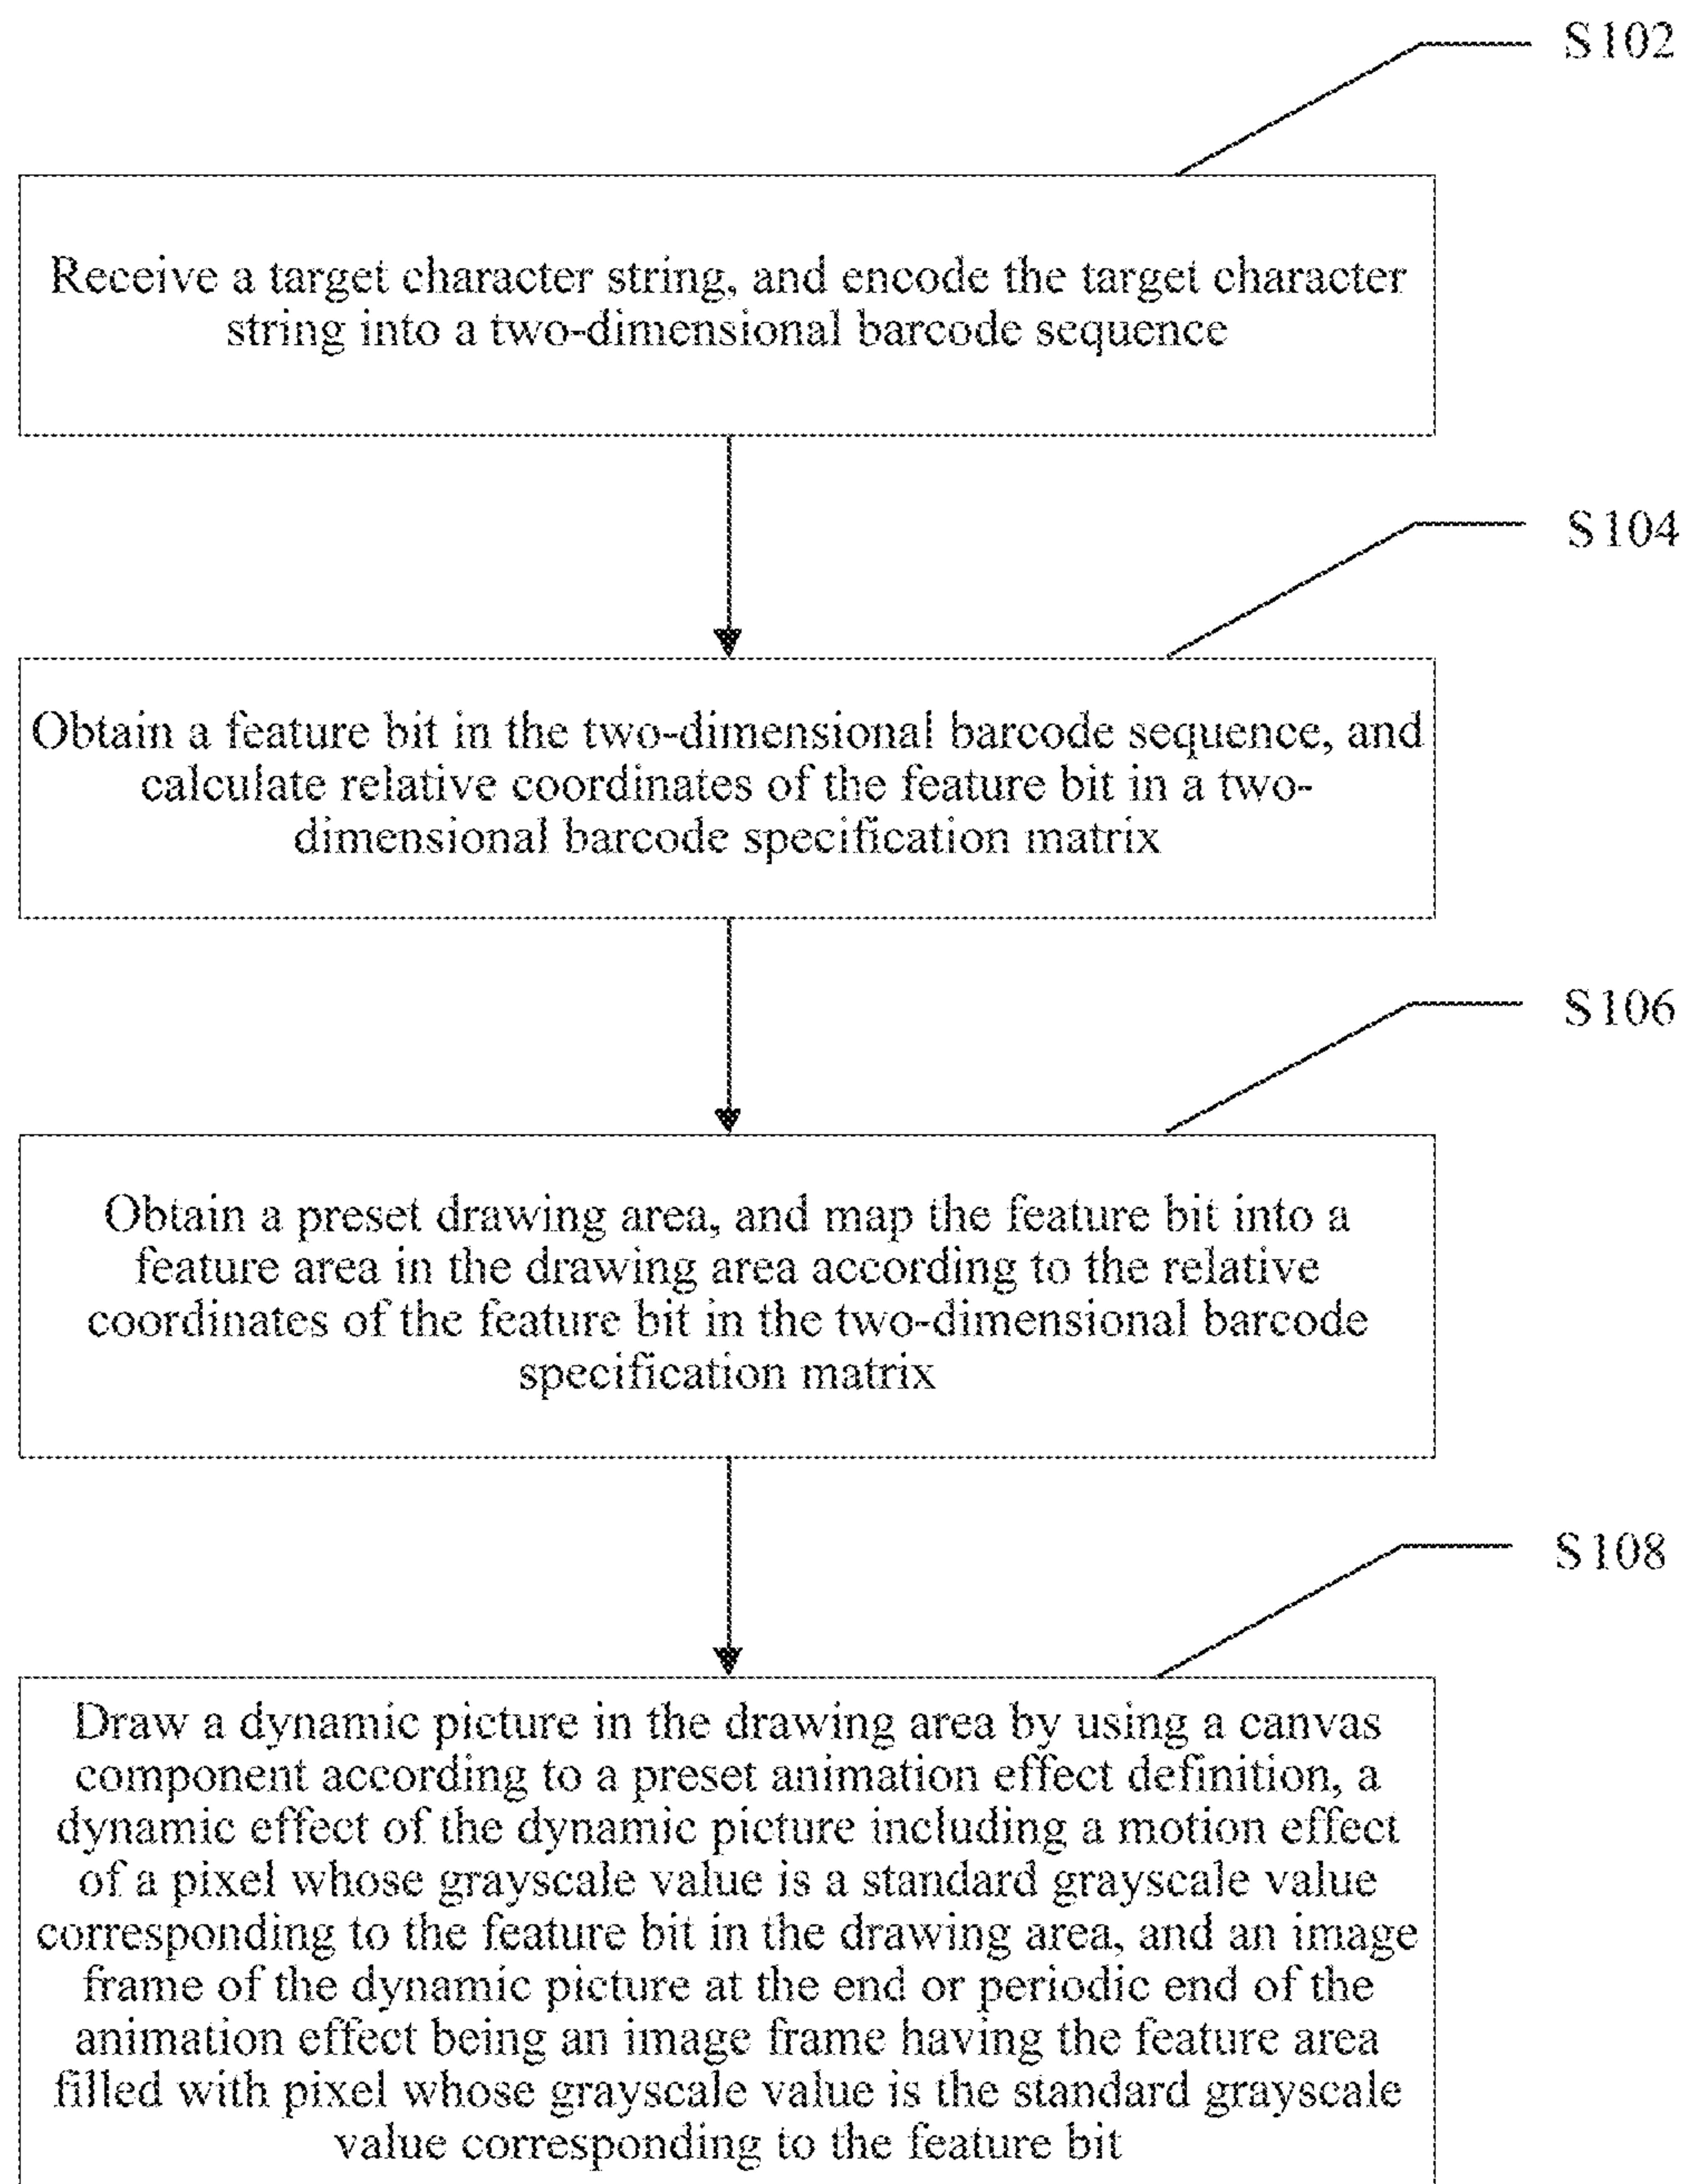 S102
Receive a target character string, and encode the target character
string into a two-dimensional barcode sequence
S104
Obtain a feature bit in the two-dimensional barcode sequence, and
calculate relative coordinates of the feature bit in a two-
dimensional barcode specification matrix
S106
Obtain a preset drawing area, and map the feature bit into a
feature area in the drawing area according to the relative
coordinates of the feature bit in the two-dimensional barcode
specification matrix
S108
Draw a dynamic picture in the drawing area by using a canvas
component according to a preset animation effect definition, a
dynamic effect of the dynamic picture including a motion effect
of a pixel whose grayscale value is a standard grayscale value
corresponding to the feature bit in the drawing area, and an image
frame of the dynamic picture at the end or periodic end of the
animation effect being an image frame having the feature area
filled with pixel whose grayscale value is the standard grayscale
value corresponding to the feature bit